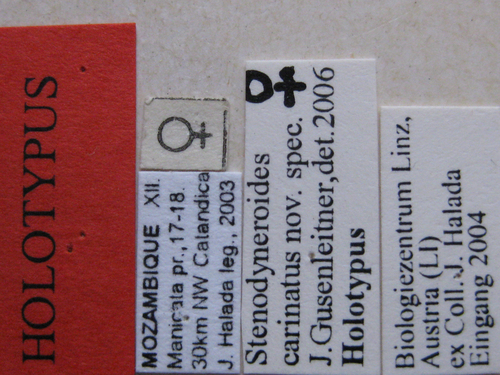 HOLOTYPUS
♀
MOZAMBIQUE XII.
Manicata pr.,17-18.
30km NW Catandica
J. Halada leg. 2003
Stenodyneroides ♀
carinatus nov. spec.
J.Gusenleitner,det.2006
Holotypus
Biologiezentrum Linz,
Austria (LI)
ex Coll. J. Halada
Eingang 2004